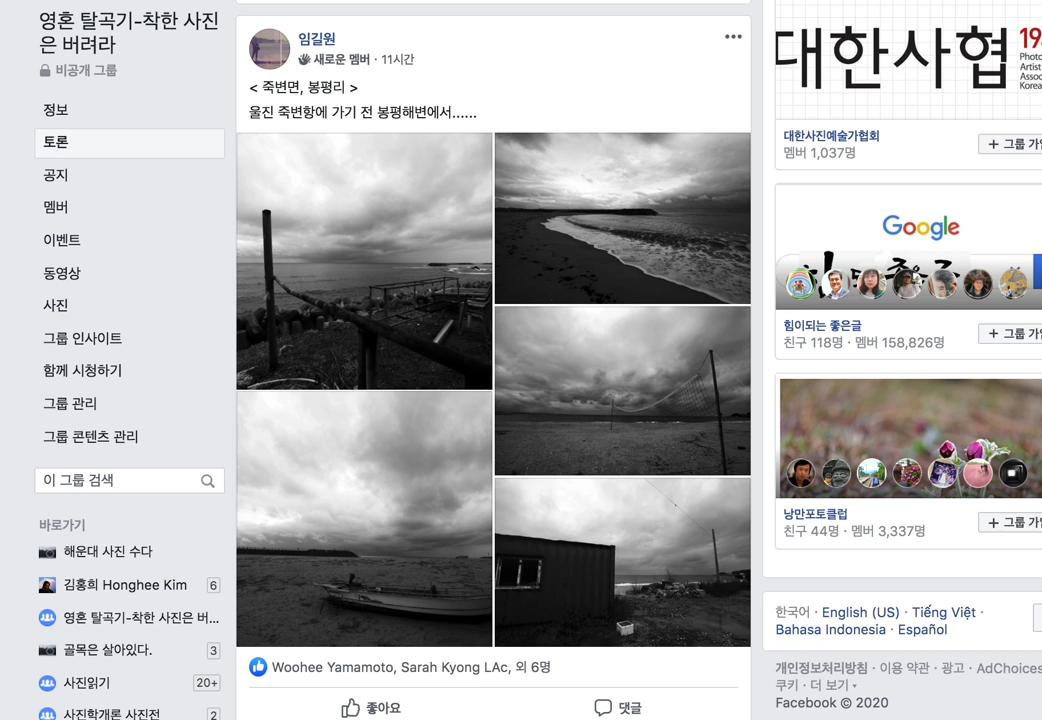 영혼 탈곡기-착한 사진
은 버려라
비공개 그룹
정보
토론
공지
멤버
이벤트
동영상
사진
그룹 인사이트
함께 시청하기
그룹 관리
그룹 콘텐츠 관리
이 그룹 검색
바로가기
해운대 사진 수다
김홍희 Honghee Kim 6
영혼 탈곡기-착한 사진은 버...
골목은 살아있다. 3
사진읽기 20+
사진학개론 사진전 2
임길원
새로운 멤버 · 11시간
< 죽변면, 봉평리 >
울진 죽변항에 가기 전 봉평해변에서......
Woohee Yamamoto, Sarah Kyong LAc, 외 6명
좋아요 댓글
대한사협 19
Photo
Artist
Assoc
Korea
대한사진예술가협회
멤버 1,037명
+ 그룹 가입
Google
힘이되는 좋은글
친구 118명 · 멤버 158,826명
+ 그룹 가입
낭만포토클럽
친구 44명 · 멤버 3,337명
+ 그룹 가입
한국어 · English (US) · Tiếng Việt ·
Bahasa Indonesia · Español
개인정보처리방침 · 이용 약관 · 광고 · AdChoices
쿠키 · 더 보기
Facebook © 2020